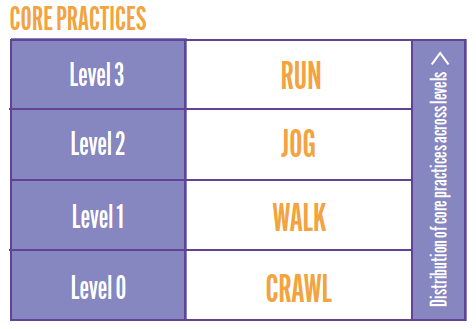 CORE PRACTICES
Level 3
RUN
Level 2
JOG
Level 1
WALK
Level 0
CRAWL
Distribution of core practices across levels